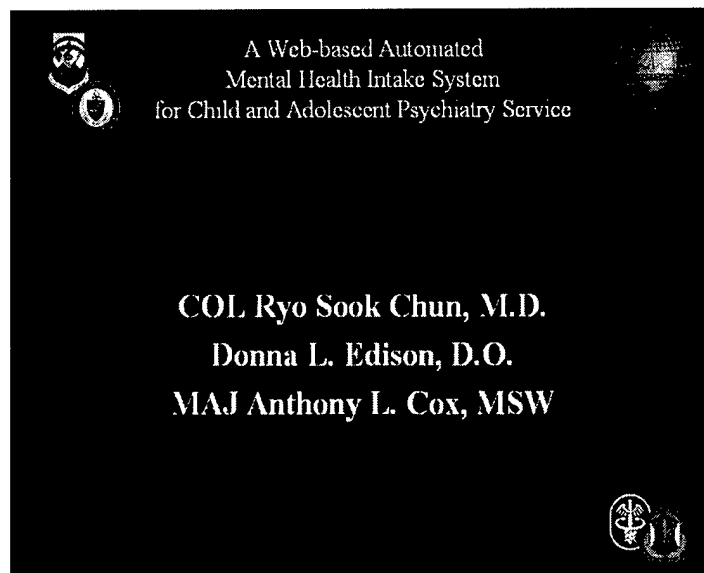 A Web-based Automated
Mental Health Intake System
for Child and Adolescent Psychiatry Service
COL Ryo Sook Chun, M.D.
Donna L. Edison, D.O.
MAJ Anthony L. Cox, MSW